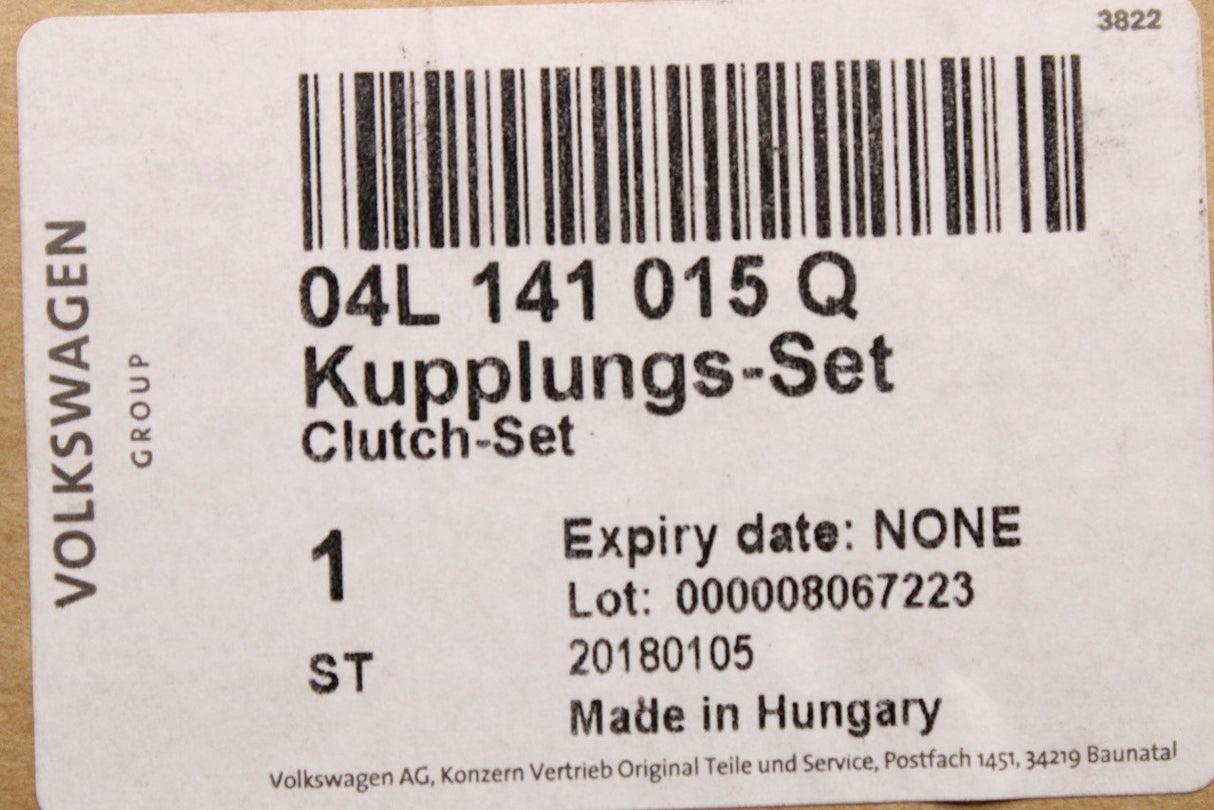 3822
VOLKSWAGEN
GROUP
04L 141 015 Q
Kupplungs-Set
Clutch-Set
1
ST
Expiry date: NONE
Lot: 000008067223
20180105
Made in Hungary
Volkswagen AG, Konzern Vertrieb Original Teile und Service, Postfach 1451, 34219 Baunatal